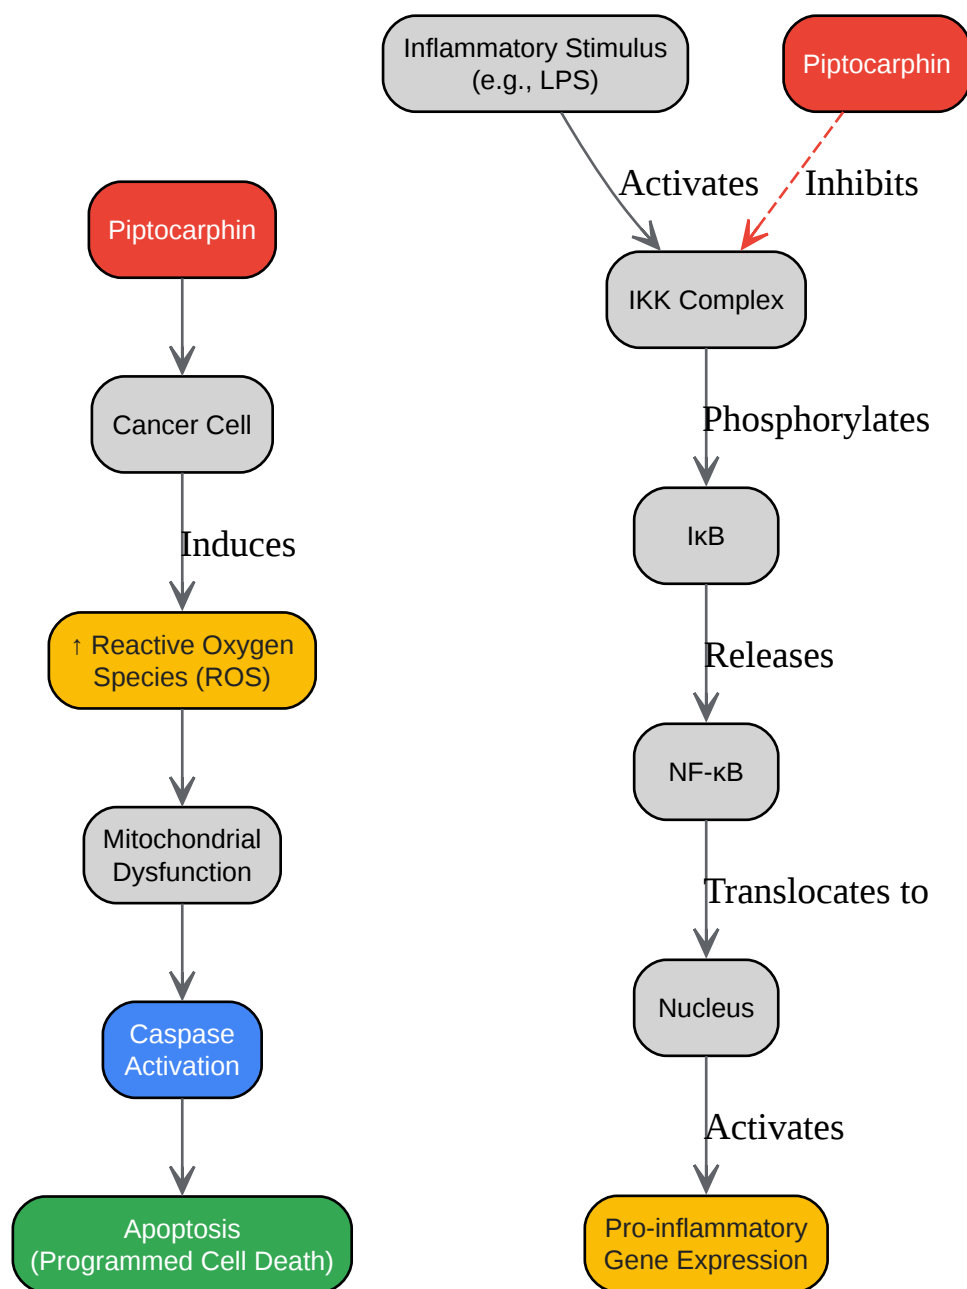 Piptocarphin
Cancer Cell
Induces
↑ Reactive Oxygen
Species (ROS)
Mitochondrial
Dysfunction
Caspase
Activation
Apoptosis
(Programmed Cell Death)
Inflammatory Stimulus
(e.g., LPS)
Piptocarphin
Activates
Inhibits
IKK Complex
Phosphorylates
IκB
Releases
NF-κB
Translocates to
Nucleus
Activates
Pro-inflammatory
Gene Expression